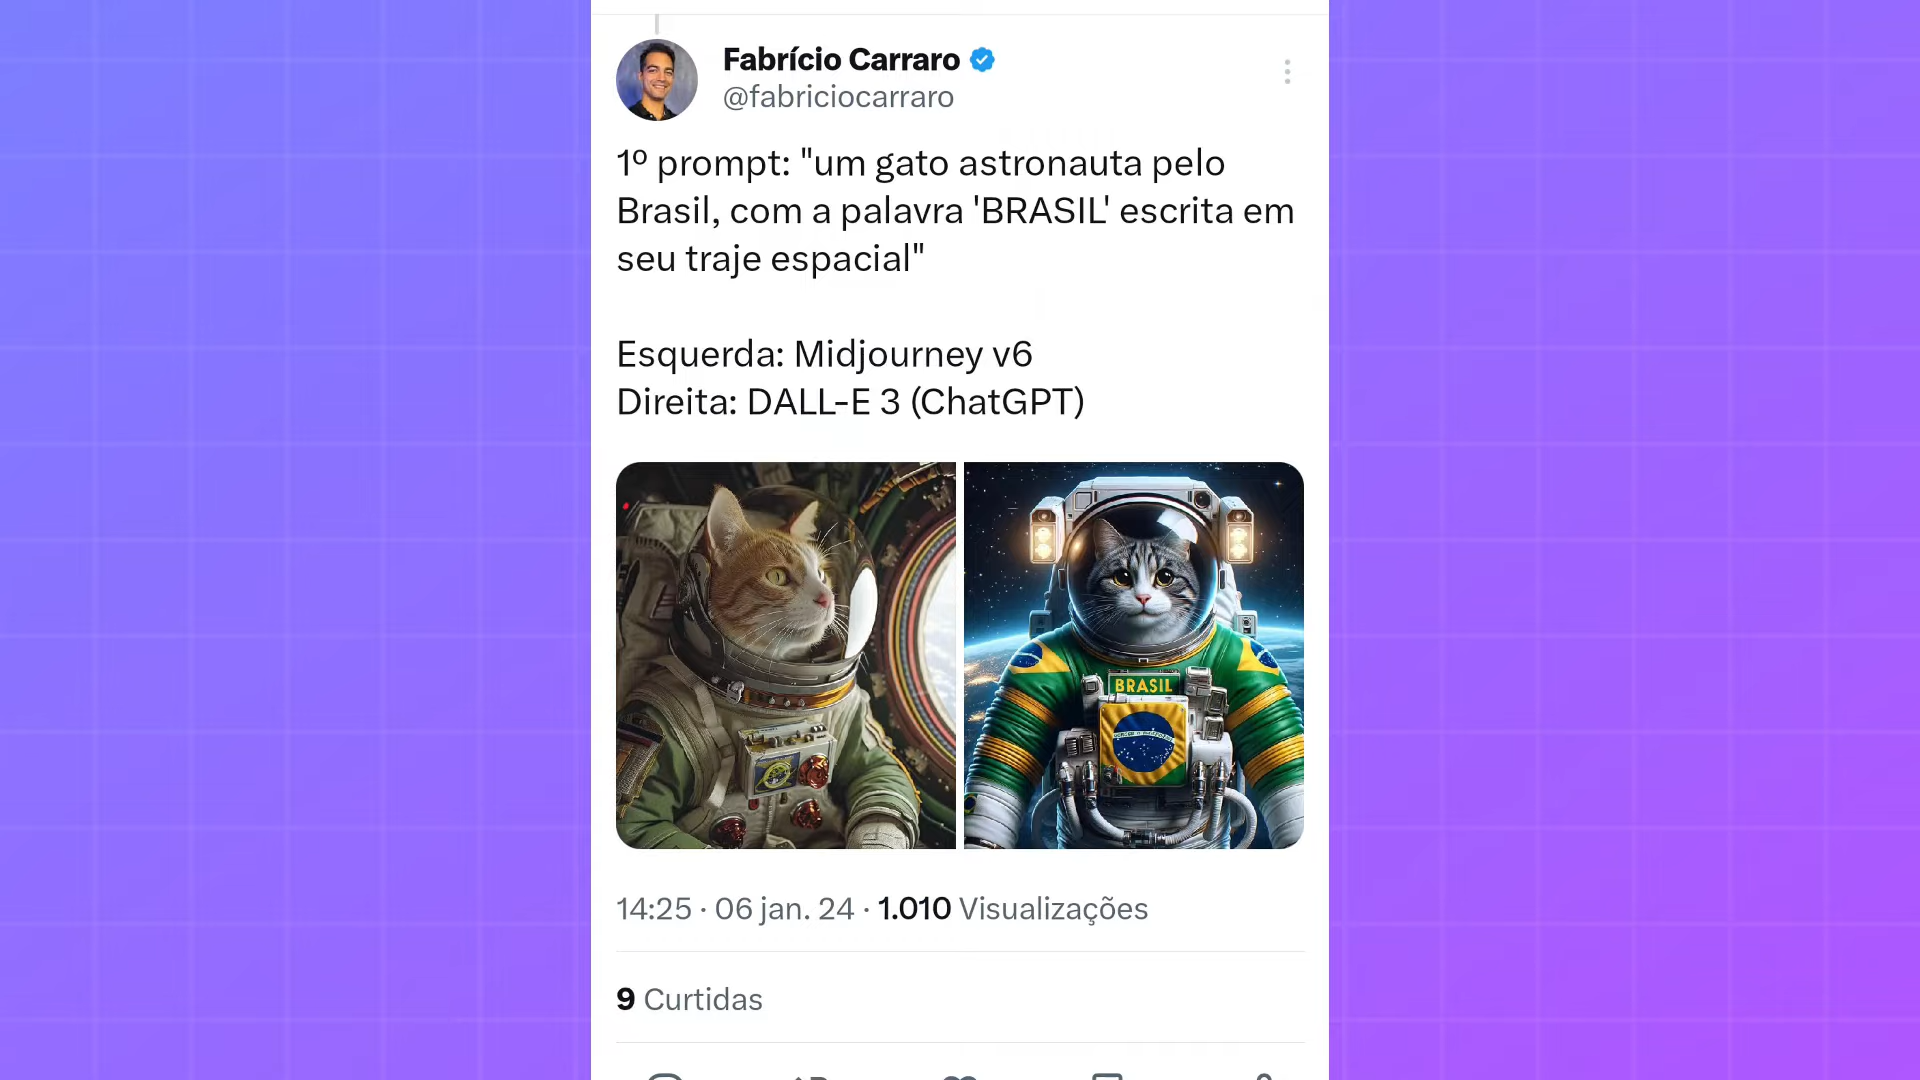 Fabrício Carraro
@fabriciocarraro
1º prompt: "um gato astronauta pelo
Brasil, com a palavra 'BRASIL' escrita em
seu traje espacial"
Esquerda: Midjourney v6
Direita: DALL-E 3 (ChatGPT)
BRASIL
14:25 · 06 jan. 24 · 1.010 Visualizações
9 Curtidas